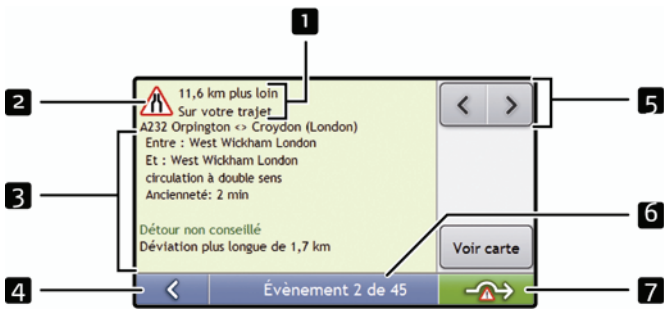 1
2
11,6 km plus loin
Sur votre trajet
5
A232 Orpington <> Croydon (London)
Entre : West Wickham London
Et : West Wickham London
circulation à double sens
3
Ancienneté: 2 min
6
Détour non conseillé
Déviation plus longue de 1,7 km
Voir carte
4
Évènement 2 de 45
7